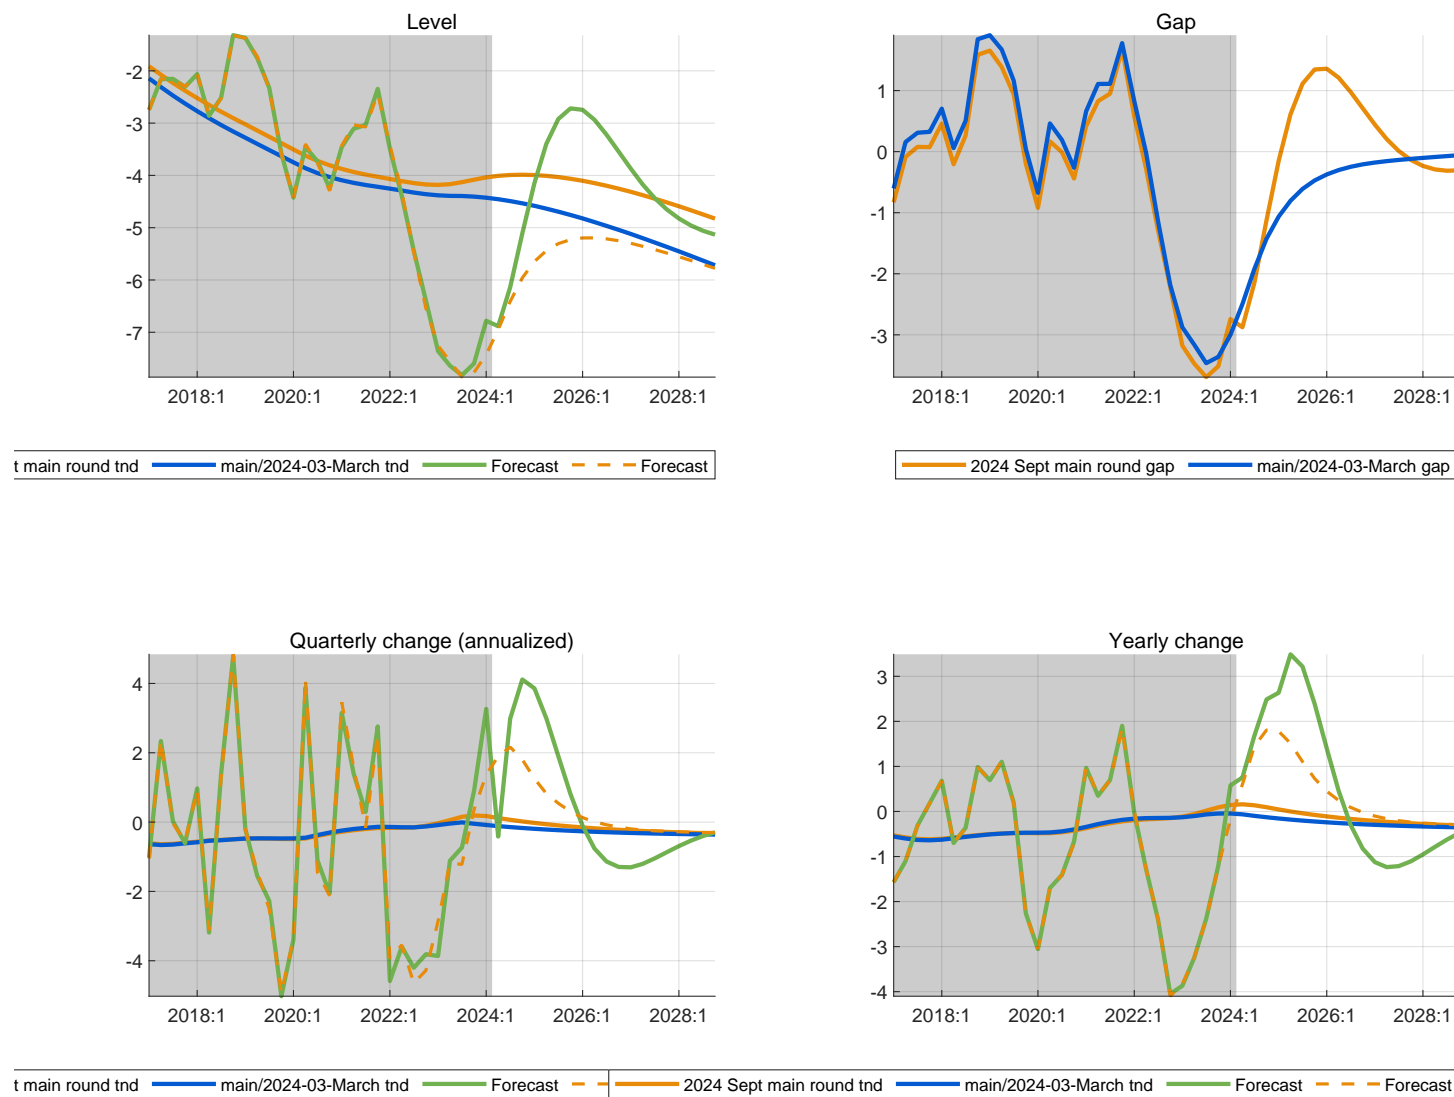 Level
-2
-3
-4
-5
-6
-7
2018:1 2020:1 2022:1 2024:1 2026:1 2028:1
t main round tnd main/2024-03-March tnd Forecast Forecast
Gap
1
0
-1
-2
-3
2018:1 2020:1 2022:1 2024:1 2026:1 2028:1
2024 Sept main round gap main/2024-03-March gap
Quarterly change (annualized)
4
2
0
-2
-4
2018:1 2020:1 2022:1 2024:1 2026:1 2028:1
t main round tnd main/2024-03-March tnd Forecast
Yearly change
3
2
1
0
-1
-2
-3
-4
2018:1 2020:1 2022:1 2024:1 2026:1 2028:1
2024 Sept main round tnd main/2024-03-March tnd Forecast Forecast